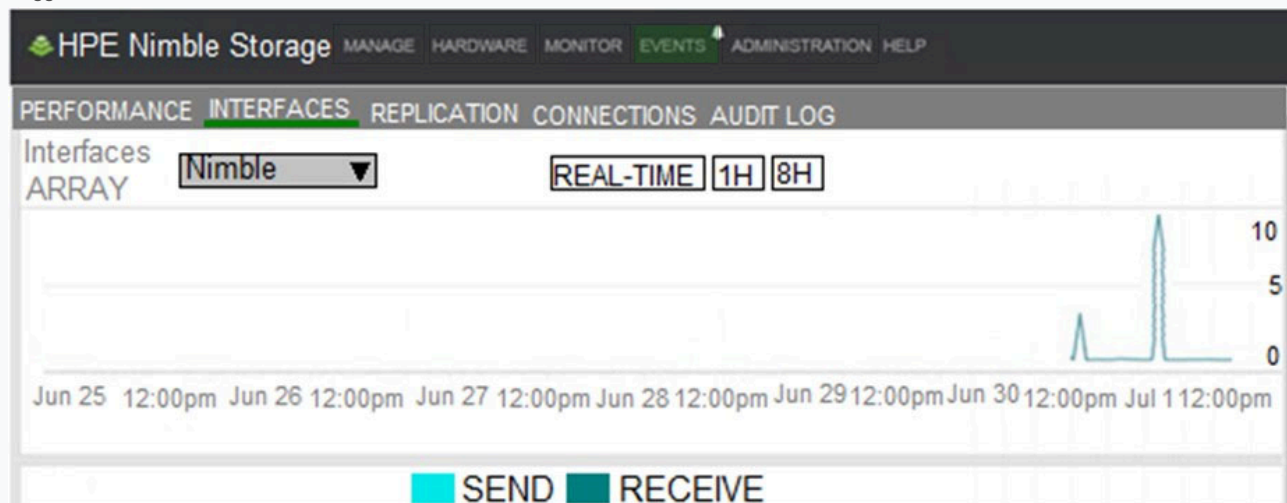 HPE Nimble Storage MANAGE HARDWARE MONITOR EVENTS ADMINISTRATION HELP
PERFORMANCE INTERFACES REPLICATION CONNECTIONS AUDIT LOG
Interfaces
ARRAY Nimble REAL-TIME 1H 8H
10
5
0
Jun 25 12:00pm Jun 26 12:00pm Jun 27 12:00pm Jun 28 12:00pm Jun 29 12:00pm Jun 30 12:00pm Jul 1 12:00pm
SEND RECEIVE